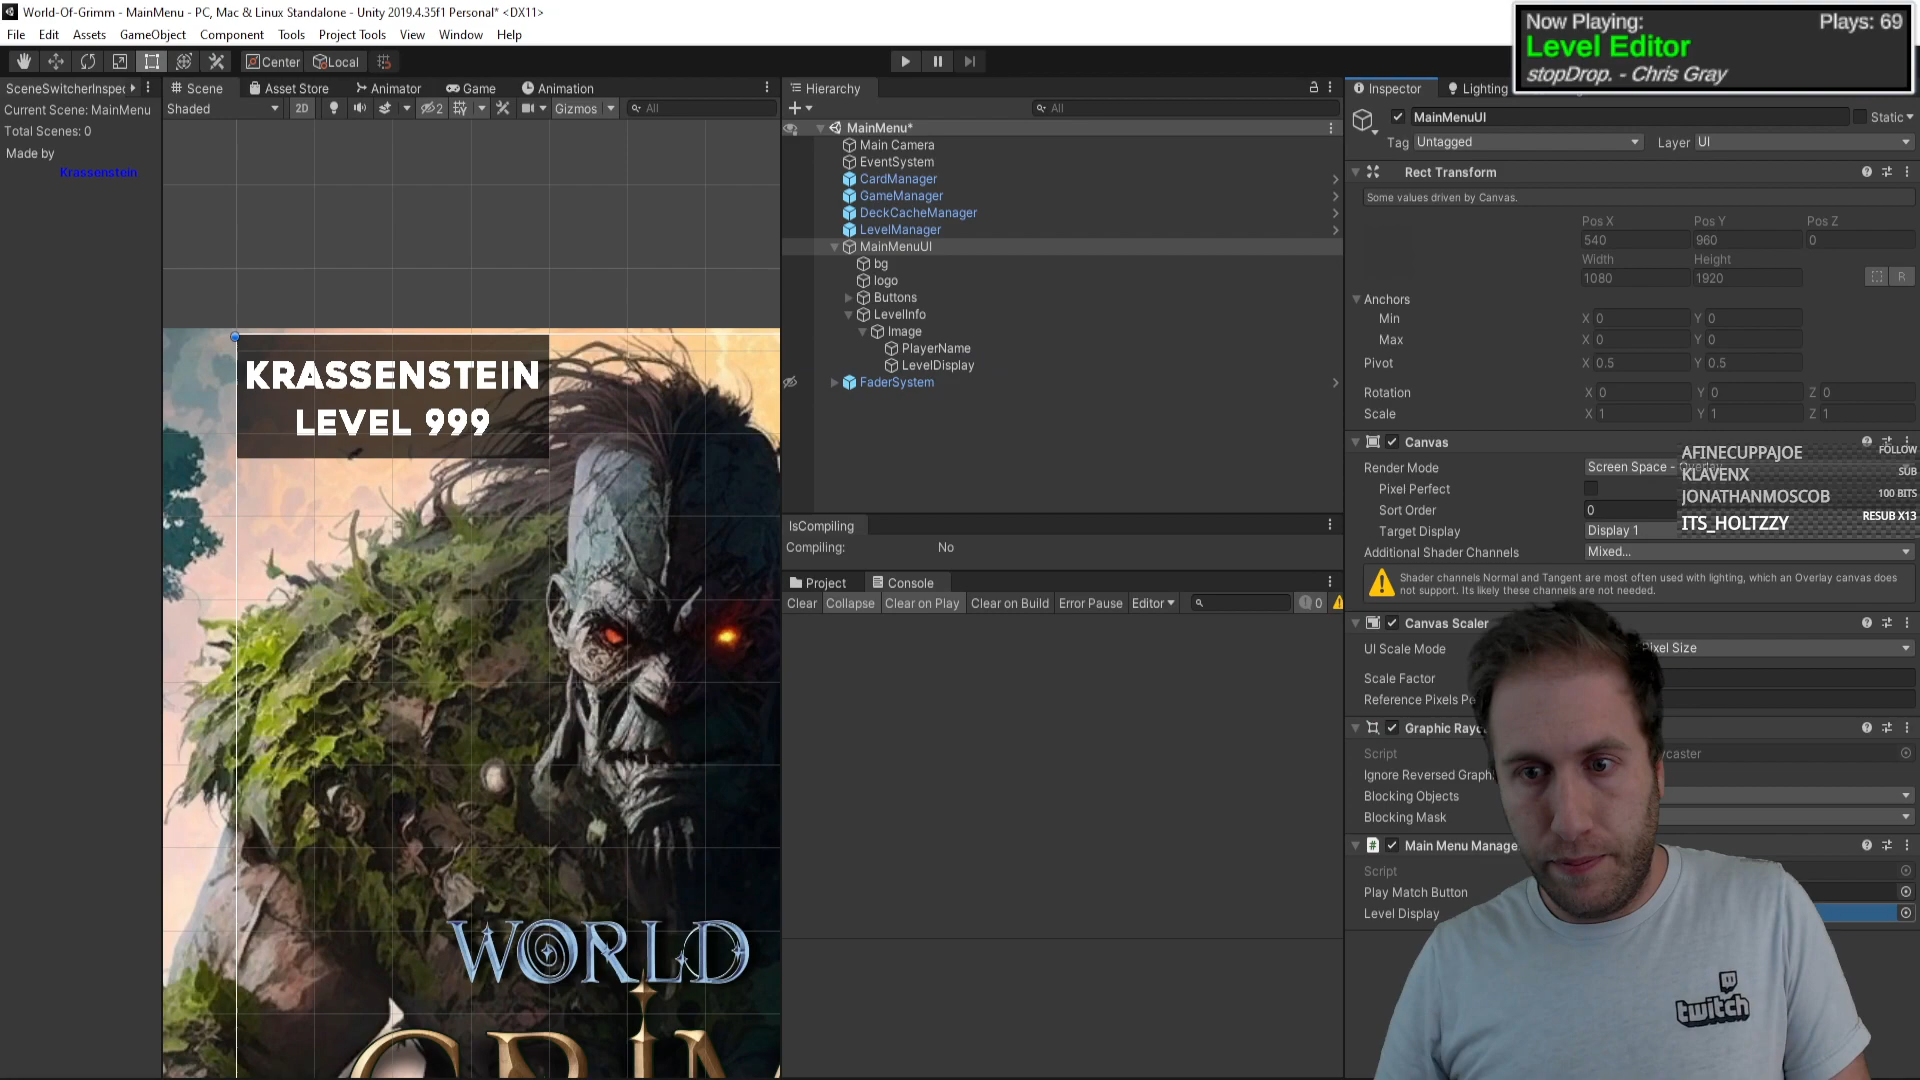 World-Of-Grimm - MainMenu - PC, Mac & Linux Standalone - Unity 2019.4.35f1 Personal* <DX11>
File Edit Assets GameObject Component Tools Project Tools View Window Help
Now Playing: Plays: 69
Level Editor
stopDrop. - Chris Gray
Center Local
SceneSwitcherInspec
Current Scene: MainMenu
Total Scenes: 0
Made by
Krassenstein
Scene Asset Store Animator Game Animation
Shaded 2D 2 Gizmos All
KRASSENSTEIN
LEVEL 999
WORLD
Hierarchy
All
MainMenu*
Main Camera
EventSystem
CardManager
GameManager
DeckCacheManager
LevelManager
MainMenuUI
bg
logo
Buttons
LevelInfo
Image
PlayerName
LevelDisplay
FaderSystem
IsCompiling
Compiling: No
Project Console
Clear Collapse Clear on Play Clear on Build Error Pause Editor 0
Inspector Lighting
MainMenuUI Static
Tag Untagged Layer UI
Rect Transform
Some values driven by Canvas.
Pos X Pos Y Pos Z
540 960 0
Width Height
1080 1920 R
Anchors
Min X 0 Y 0
Max X 0 Y 0
Pivot X 0.5 Y 0.5
Rotation X 0 Y 0 Z 0
Scale X 1 Y 1 Z 1
Canvas
Render Mode Screen Space -
Pixel Perfect
Sort Order 0
Target Display Display 1
AFINECUPPAJOE FOLLOW
KLAVENX SUB
JONATHANMOSCOB 100 BITS
ITS_HOLTZZY RESUB X13
Additional Shader Channels Mixed...
Shader channels Normal and Tangent are most often used with lighting, which an Overlay canvas does
not support. Its likely these channels are not needed.
Canvas Scaler
UI Scale Mode Pixel Size
Scale Factor
Reference Pixels Pe
Graphic Rayc
Script caster
Ignore Reversed Graph
Blocking Objects
Blocking Mask
Main Menu Manage
Script
Play Match Button
Level Display
twitch